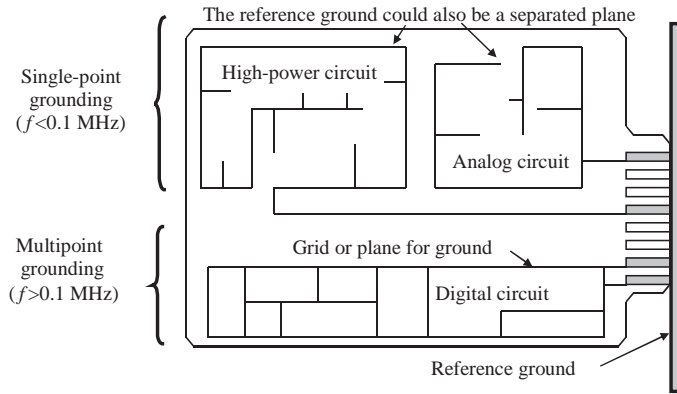 The reference ground could also be a separated plane
Single-point
grounding
(f<0.1 MHz)
High-power circuit
Analog circuit
Multipoint
grounding
(f>0.1 MHz)
Grid or plane for ground
Digital circuit
Reference ground